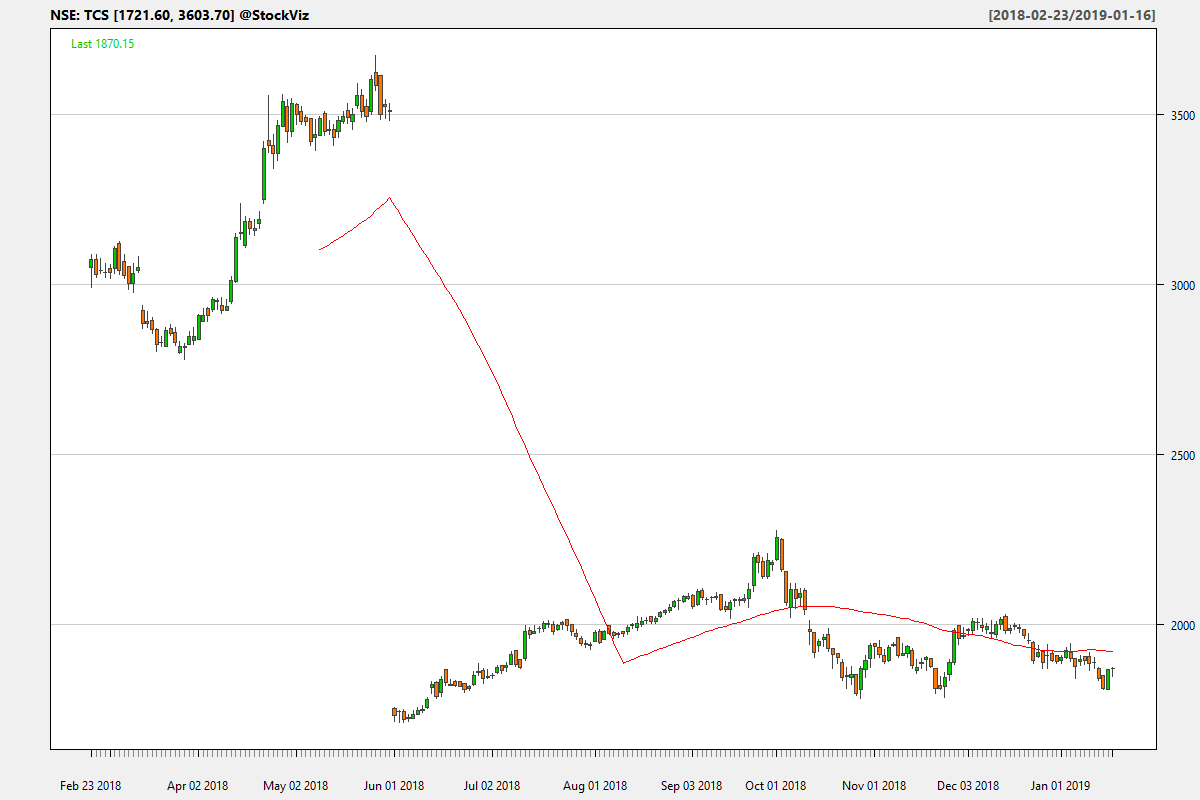 NSE: TCS [1721.60, 3603.70] @StockViz
[2018-02-23/2019-01-16]
Last 1870.15
3500
3000
2500
2000
Feb 23 2018
Apr 02 2018
May 02 2018
Jun 01 2018
Jul 02 2018
Aug 01 2018
Sep 03 2018
Oct 01 2018
Nov 01 2018
Dec 03 2018
Jan 01 2019